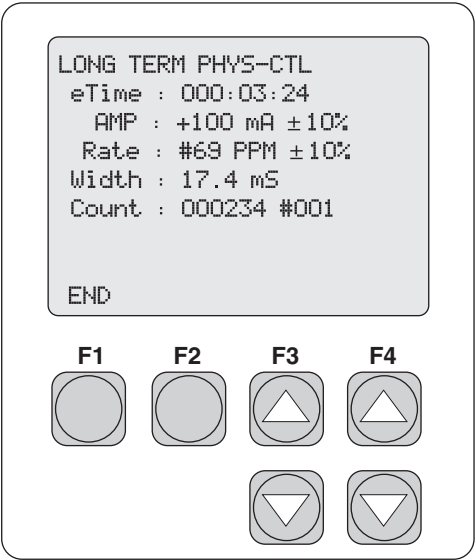 LONG TERM PHYS-CTL
eTime : 000:03:24
AMP : +100 mA ±10%
Rate : #69 PPM ±10%
Width : 17.4 mS
Count : 000234 #001
END
F1 F2 F3 F4